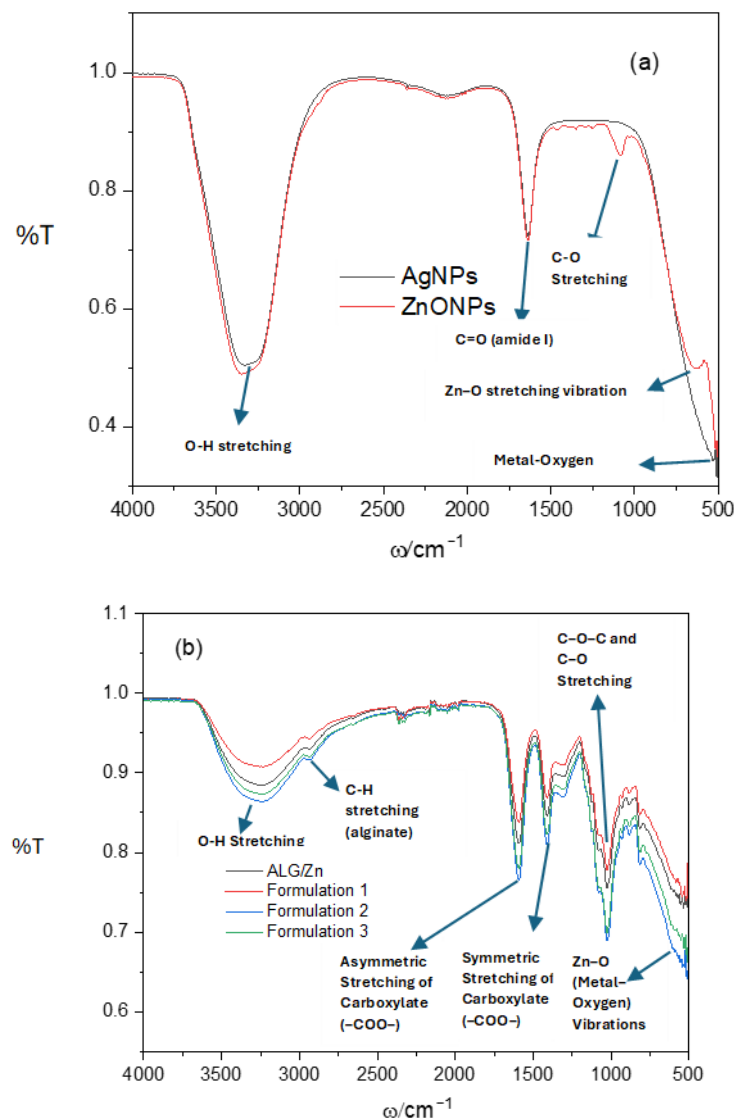 (a)
1.0
0.8
%T
C-O
Stretching
AgNPs
ZnONPs
0.6
C=O (amide I)
Zn–O stretching vibration
O-H stretching
0.4
Metal-Oxygen
4000 3500 3000 2500 2000 1500 1000 500
ω/cm⁻¹
1.1
(b)
C–O–C and
C–O
Stretching
1.0
0.9
C-H
stretching
(alginate)
O-H Stretching
%T
0.8
ALG/Zn
Formulation 1
Formulation 2
Formulation 3
0.7
Asymmetric
Stretching of
Carboxylate
(–COO–)
Symmetric
Stretching of
Carboxylate
(–COO–)
Zn–O
(Metal–
Oxygen)
Vibrations
0.6
4000 3500 3000 2500 2000 1500 1000 500
ω/cm⁻¹